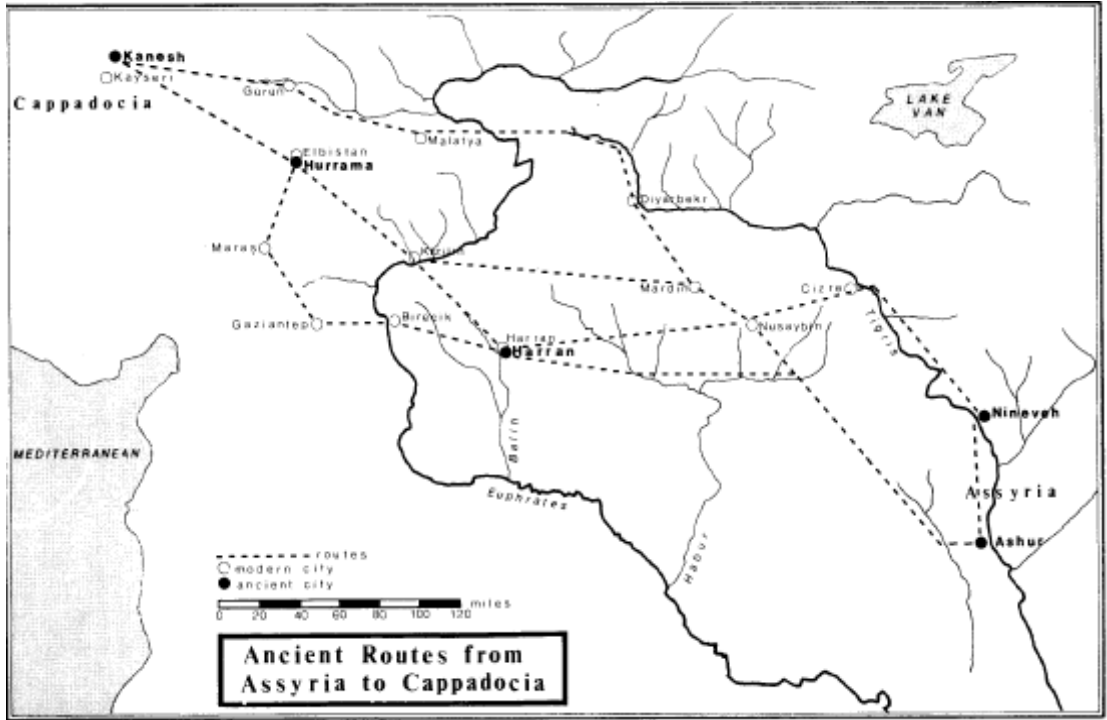 Kanesh
Kayseri
Cappadocia
Gurun
LAKE
VAN
Malatya
Elbistan
Hurrama
Diyarbekr
Maraş
Mardin
Cizre
Gaziantep
Birecik
Nusaybin
Tigris
Harran
Harran
Nineveh
MEDITERRANEAN
Balin
Euphrates
Assyria
Habur
Ashur
routes
modern city
ancient city
miles
0 20 40 60 80 100 120
Ancient Routes from
Assyria to Cappadocia